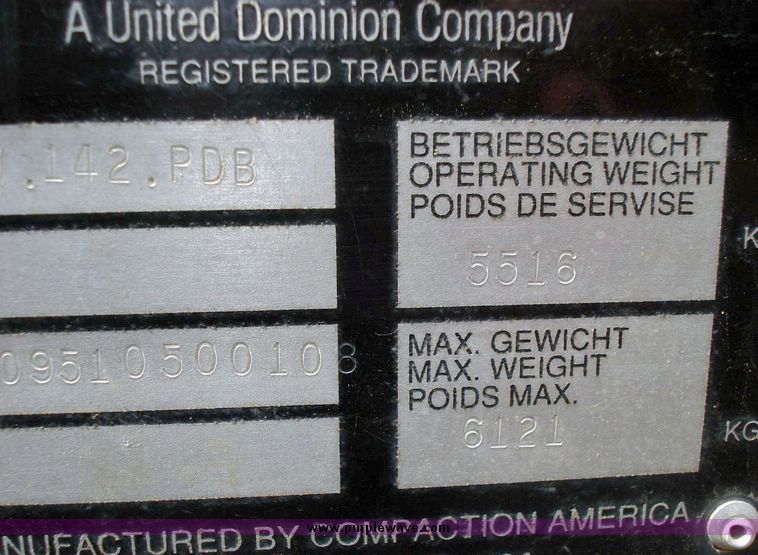 A United Dominion Company
REGISTERED TRADEMARK
.142.PDB
BETRIEBSGEWICHT
OPERATING WEIGHT
POIDS DE SERVISE
5516
K
09510500108
MAX. GEWICHT
MAX. WEIGHT
POIDS MAX.
6121
KG
NUFACTURED BY COMPACTION AMERICA
www.purplewave.com